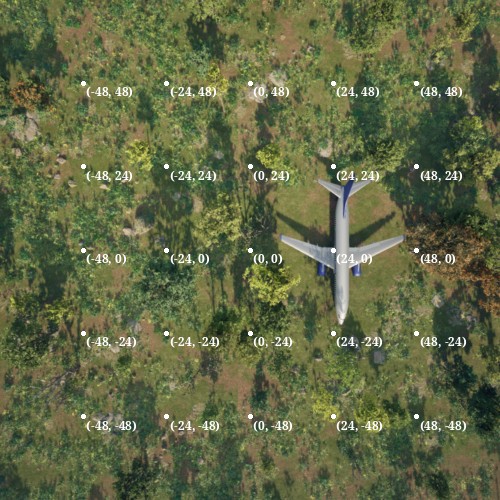 (-48, 48) (-24, 48) (0, 48) (24, 48) (48, 48)
(-48, 24) (-24, 24) (0, 24) (24, 24) (48, 24)
(-48, 0) (-24, 0) (0, 0) (24, 0) (48, 0)
(-48, -24) (-24, -24) (0, -24) (24, -24) (48, -24)
(-48, -48) (-24, -48) (0, -48) (24, -48) (48, -48)